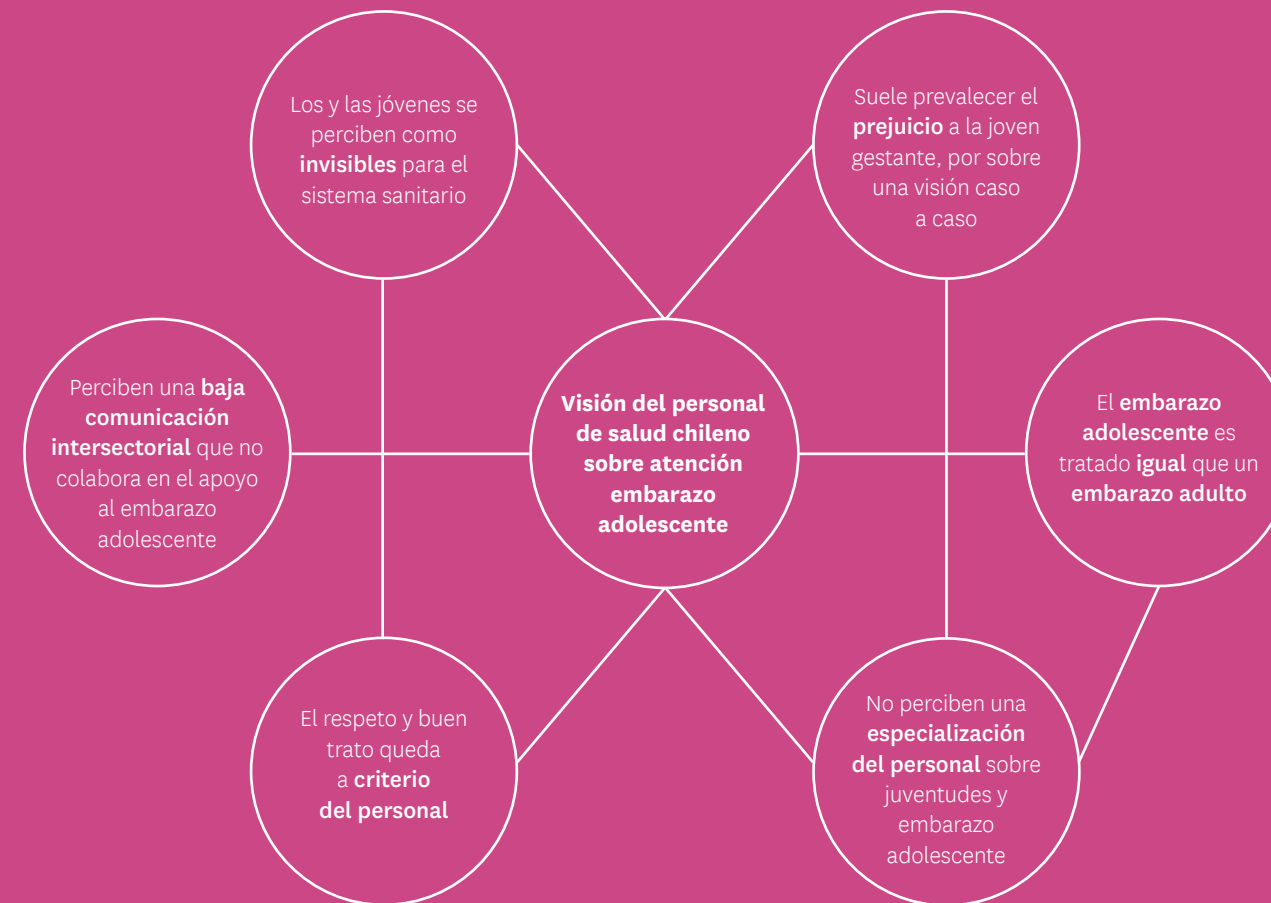 Los y las jóvenes se
perciben como
invisibles para el
sistema sanitario
Suele prevalecer el
prejuicio a la joven
gestante, por sobre
una visión caso
a caso
Perciben una baja
comunicación
intersectorial que no
colabora en el apoyo
al embarazo
adolescente
Visión del personal
de salud chileno
sobre atención
embarazo
adolescente
El embarazo
adolescente es
tratado igual que un
embarazo adulto
El respeto y buen
trato queda
a criterio
del personal
No perciben una
especialización
del personal sobre
juventudes y
embarazo
adolescente